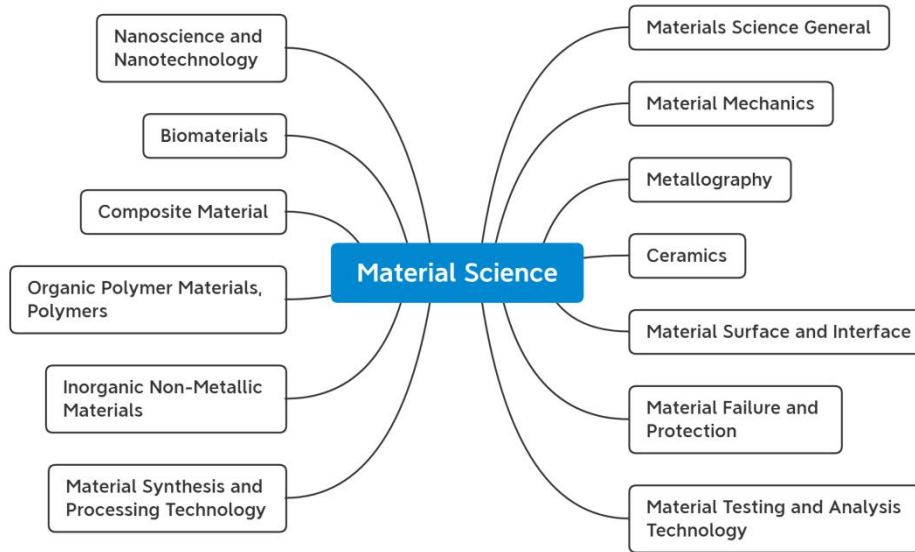 Nanoscience and
Nanotechnology
Biomaterials
Composite Material
Organic Polymer Materials,
Polymers
Inorganic Non-Metallic
Materials
Material Synthesis and
Processing Technology
Material Science
Materials Science General
Material Mechanics
Metallography
Ceramics
Material Surface and Interface
Material Failure and
Protection
Material Testing and Analysis
Technology